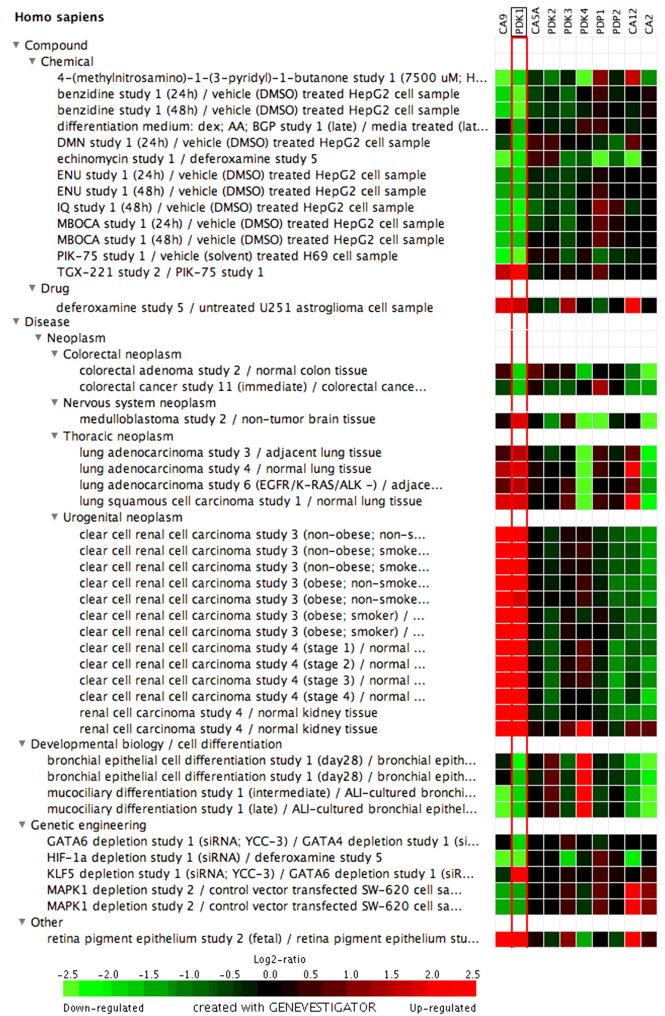 Homo sapiens
CA9 PDK1 CA5A PDK2 PDK3 PDK4 PDP1 PDP2 CA12 CA2
Compound
Chemical
4-(methylnitrosamino)-1-(3-pyridyl)-1-butanone study 1 (7500 uM; H...
benzidine study 1 (24h) / vehicle (DMSO) treated HepG2 cell sample
benzidine study 1 (48h) / vehicle (DMSO) treated HepG2 cell sample
differentiation medium: dex; AA; BGP study 1 (late) / media treated (lat...
DMN study 1 (24h) / vehicle (DMSO) treated HepG2 cell sample
echinomycin study 1 / deferoxamine study 5
ENU study 1 (24h) / vehicle (DMSO) treated HepG2 cell sample
ENU study 1 (48h) / vehicle (DMSO) treated HepG2 cell sample
IQ study 1 (48h) / vehicle (DMSO) treated HepG2 cell sample
MBOCA study 1 (24h) / vehicle (DMSO) treated HepG2 cell sample
MBOCA study 1 (48h) / vehicle (DMSO) treated HepG2 cell sample
PIK-75 study 1 / vehicle (solvent) treated H69 cell sample
TGX-221 study 2 / PIK-75 study 1
Drug
deferoxamine study 5 / untreated U251 astroglioma cell sample
Disease
Neoplasm
Colorectal neoplasm
colorectal adenoma study 2 / normal colon tissue
colorectal cancer study 11 (immediate) / colorectal cance...
Nervous system neoplasm
medulloblastoma study 2 / non-tumor brain tissue
Thoracic neoplasm
lung adenocarcinoma study 3 / adjacent lung tissue
lung adenocarcinoma study 4 / normal lung tissue
lung adenocarcinoma study 6 (EGFR/K-RAS/ALK -) / adjace...
lung squamous cell carcinoma study 1 / normal lung tissue
Urogenital neoplasm
clear cell renal cell carcinoma study 3 (non-obese; non-s...
clear cell renal cell carcinoma study 3 (non-obese; smoke...
clear cell renal cell carcinoma study 3 (non-obese; smoke...
clear cell renal cell carcinoma study 3 (obese; non-smoke...
clear cell renal cell carcinoma study 3 (obese; non-smoke...
clear cell renal cell carcinoma study 3 (obese; smoker) / ...
clear cell renal cell carcinoma study 3 (obese; smoker) / ...
clear cell renal cell carcinoma study 4 (stage 1) / normal ...
clear cell renal cell carcinoma study 4 (stage 2) / normal ...
clear cell renal cell carcinoma study 4 (stage 3) / normal ...
clear cell renal cell carcinoma study 4 (stage 4) / normal ...
renal cell carcinoma study 4 / normal kidney tissue
renal cell carcinoma study 4 / normal kidney tissue
Developmental biology / cell differentiation
bronchial epithelial cell differentiation study 1 (day28) / bronchial epith...
bronchial epithelial cell differentiation study 1 (day28) / bronchial epith...
mucociliary differentiation study 1 (intermediate) / ALI-cultured bronchi...
mucociliary differentiation study 1 (late) / ALI-cultured bronchial epithel...
Genetic engineering
GATA6 depletion study 1 (siRNA; YCC-3) / GATA4 depletion study 1 (si...
HIF-1a depletion study 1 (siRNA) / deferoxamine study 5
KLF5 depletion study 1 (siRNA; YCC-3) / GATA6 depletion study 1 (siR...
MAPK1 depletion study 2 / control vector transfected SW-620 cell sa...
MAPK1 depletion study 2 / control vector transfected SW-620 cell sa...
Other
retina pigment epithelium study 2 (fetal) / retina pigment epithelium stu...
Log2-ratio
-2.5 -2.0 -1.5 -1.0 -0.5 0.0 0.5 1.0 1.5 2.0 2.5
Down-regulated created with GENEVESTIGATOR Up-regulated